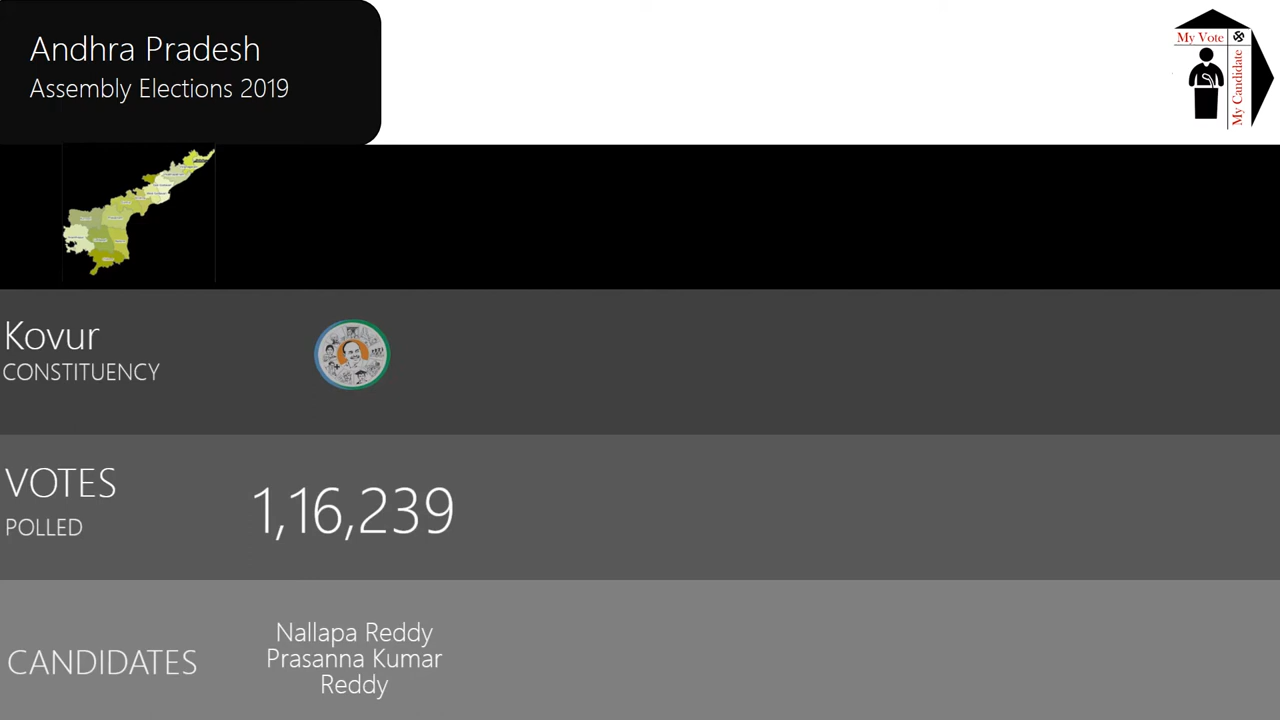 Andhra Pradesh
Assembly Elections 2019
My Vote
My Candidate
Kovur
CONSTITUENCY
VOTES
POLLED
1,16,239
CANDIDATES
Nallapa Reddy
Prasanna Kumar
Reddy